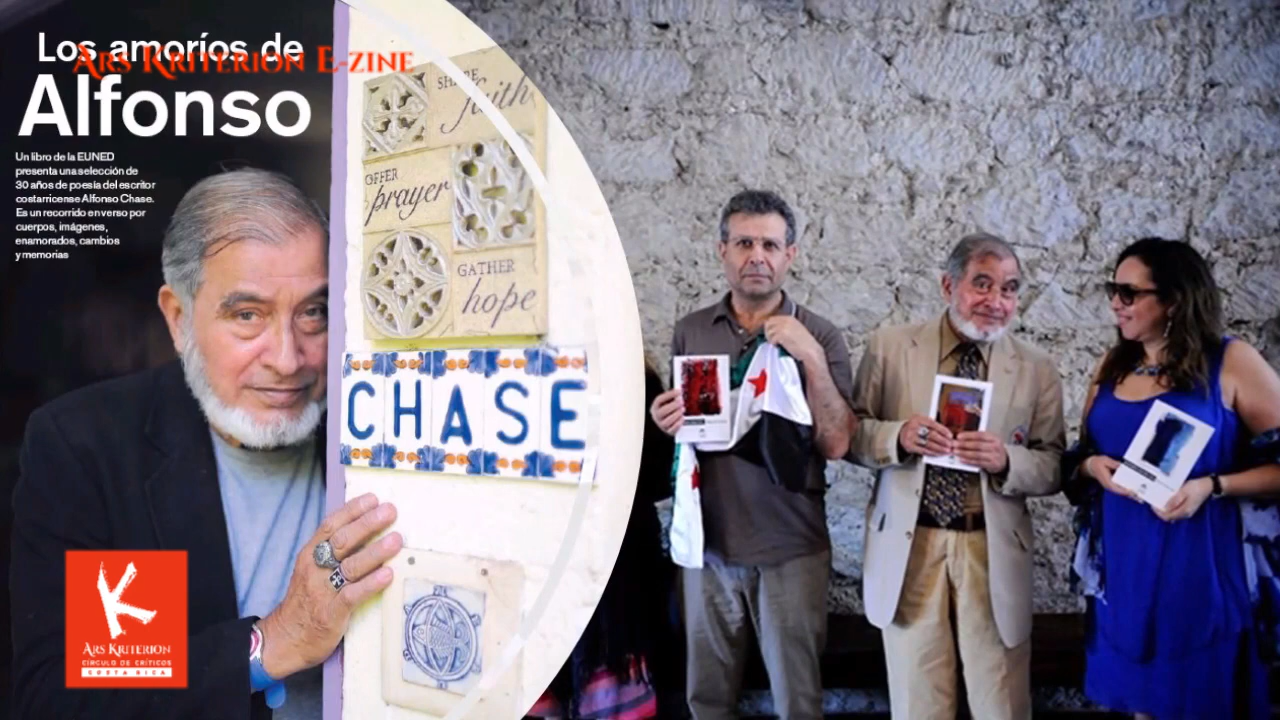 Los amoríos de
ARS KRITERION E-ZINE
Alfonso
Un libro de la EUNED
presenta una selección de
30 años de poesía del escritor
costarricense Alfonso Chase.
Es un recorrido en verso por
cuerpos, imágenes,
enamorados, cambios
y memorias
SHARE
faith
OFFER
prayer
GATHER
hope
CHASE
K
ARS KRITERION
CÍRCULO DE CRÍTICOS
COSTA RICA